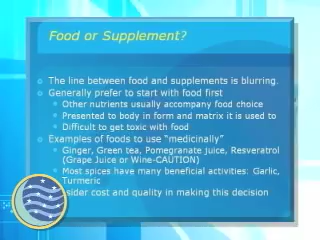 Food or Supplement?
The line between food and supplements is blurring.
Generally prefer to start with food first
Other nutrients usually accompany food choice
Presented to body in form and matrix it is used to
Difficult to get toxic with food
Examples of foods to use “medicinally”
Ginger, Green tea, Pomegranate juice, Resveratrol
(Grape Juice or Wine-CAUTION)
Most spices have many beneficial activities: Garlic,
Turmeric
sider cost and quality in making this decision